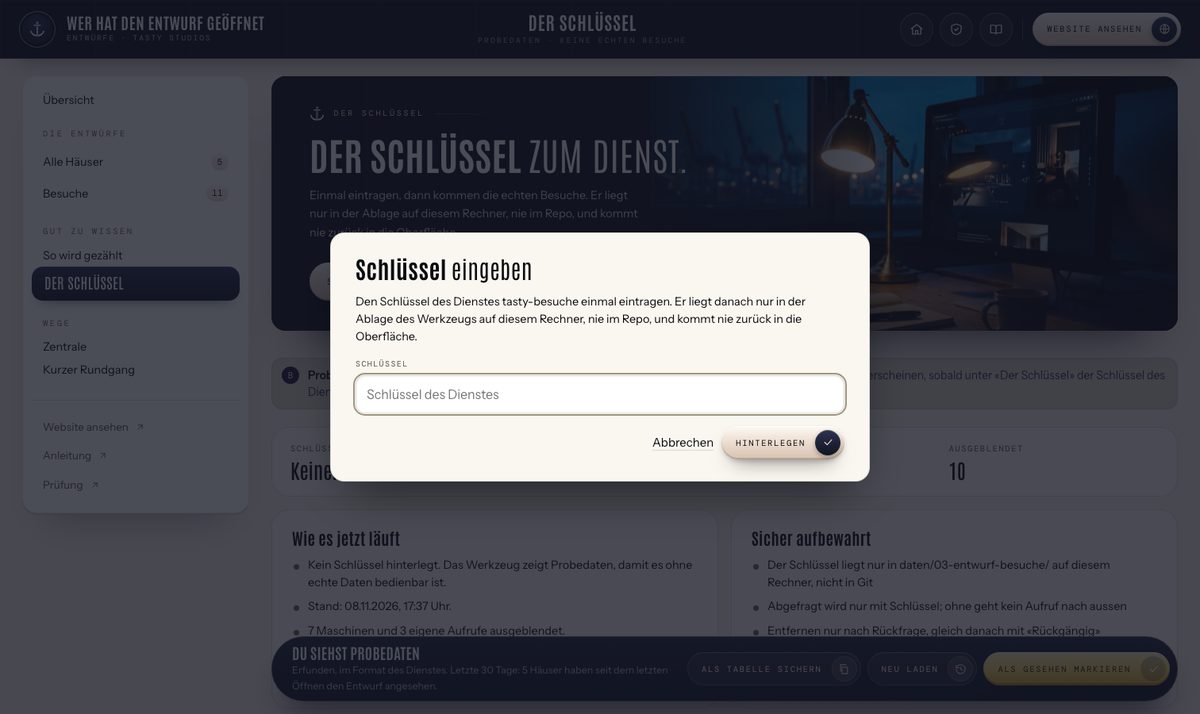 WER HAT DEN ENTWURF GEÖFFNET
ENTWÜRFE · TASTY STUDIOS
DER SCHLÜSSEL
PROBEDATEN · KEINE ECHTEN BESUCHE
WEBSITE ANSEHEN
Übersicht
DIE ENTWÜRFE
Alle Häuser 5
Besuche 11
GUT ZU WISSEN
So wird gezählt
DER SCHLÜSSEL
WEGE
Zentrale
Kurzer Rundgang
Website ansehen ↗
Anleitung ↗
Prüfung ↗
DER SCHLÜSSEL
DER SCHLÜSSEL ZUM DIENST.
Einmal eintragen, dann kommen die echten Besuche. Er liegt
nur in der Ablage auf diesem Rechner, nie im Repo, und kommt
nie zurück in die Oberfläche.
Schlüssel eingeben
Den Schlüssel des Dienstes tasty-besuche einmal eintragen. Er liegt danach nur in der
Ablage des Werkzeugs auf diesem Rechner, nie im Repo, und kommt nie zurück in die
Oberfläche.
SCHLÜSSEL
Schlüssel des Dienstes
Abbrechen
HINTERLEGEN
erscheinen, sobald unter «Der Schlüssel» der Schlüssel des
AUSGEBLENDET
10
Wie es jetzt läuft
Kein Schlüssel hinterlegt. Das Werkzeug zeigt Probedaten, damit es ohne
echte Daten bedienbar ist.
Stand: 08.11.2026, 17:37 Uhr.
7 Maschinen und 3 eigene Aufrufe ausgeblendet.
Sicher aufbewahrt
Der Schlüssel liegt nur in daten/03-entwurf-besuche/ auf diesem
Rechner, nicht in Git
Abgefragt wird nur mit Schlüssel; ohne geht kein Aufruf nach aussen
Entfernen nur nach Rückfrage, gleich danach mit «Rückgängig»
DU SIEHST PROBEDATEN
Erfunden, im Format des Dienstes. Letzte 30 Tage: 5 Häuser haben seit dem letzten
Öffnen den Entwurf angesehen.
ALS TABELLE SICHERN
NEU LADEN
ALS GESEHEN MARKIEREN